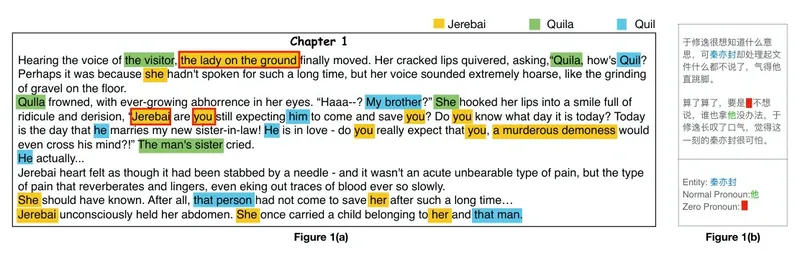 Jerebai Quila Quil
Chapter 1
Hearing the voice of the visitor, the lady on the ground finally moved. Her cracked lips quivered, asking,"Quila, how's Quil?
Perhaps it was because she hadn't spoken for such a long time, but her voice sounded extremely hoarse, like the grinding
of gravel on the floor.
Qulla frowned, with ever-growing abhorrence in her eyes. “Haaa--? My brother?” She hooked her lips into a smile full of
ridicule and derision, “Jerebai are you still expecting him to come and save you? Do you know what day it is today? Today
is the day that he marries my new sister-in-law! He is in love - do you really expect that you, a murderous demoness would
even cross his mind?!” The man's sister cried.
He actually...
Jerebai heart felt as though it had been stabbed by a needle - and it wasn't an acute unbearable type of pain, but the type
of pain that reverberates and lingers, even eking out traces of blood ever so slowly.
She should have known. After all, that person had not come to save her after such a long time…
Jerebai unconsciously held her abdomen. She once carried a child belonging to her and that man.
Figure 1(a)
于修逸很想知道什么意
思，可秦亦封却处理起文
件什么都不说了，气得他
直跳脚。
算了算了，要是 不想
说，谁也拿他没办法，于
修逸长叹了口气，觉得这
一刻的秦亦封很可怕。
Entity: 秦亦封
Normal Pronoun:他
Zero Pronoun:
Figure 1(b)